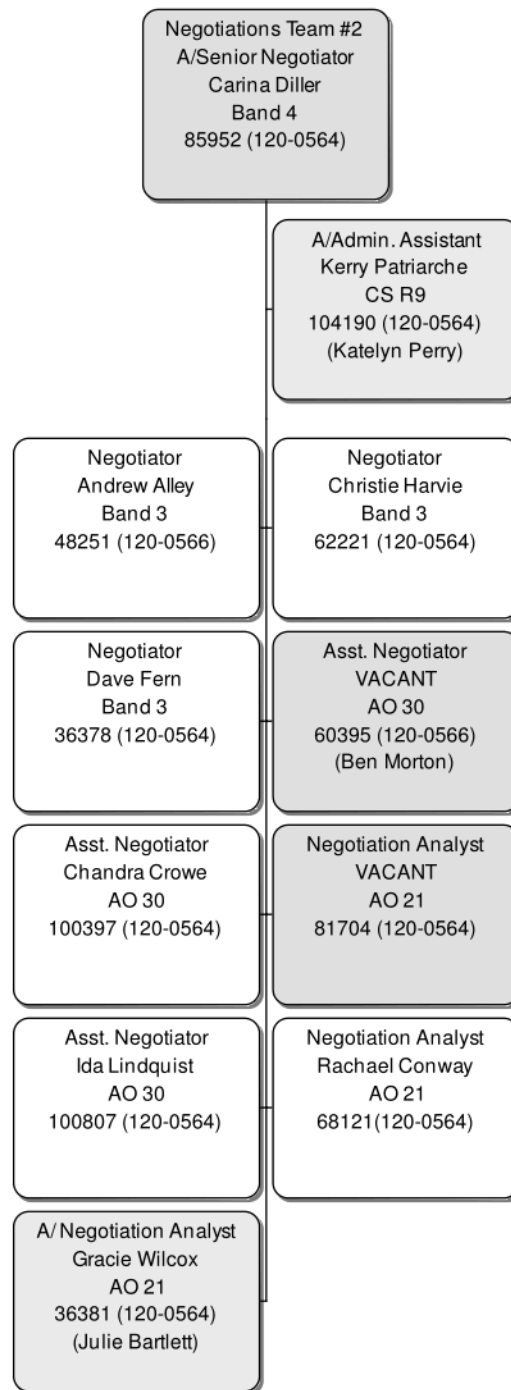 Negotiations Team #2
A/Senior Negotiator
Carina Diller
Band 4
85952 (120-0564)
A/Admin. Assistant
Kerry Patriarche
CS R9
104190 (120-0564)
(Katelyn Perry)
Negotiator
Andrew Alley
Band 3
48251 (120-0566)
Negotiator
Christie Harvie
Band 3
62221 (120-0564)
Negotiator
Dave Fern
Band 3
36378 (120-0564)
Asst. Negotiator
VACANT
AO 30
60395 (120-0566)
(Ben Morton)
Asst. Negotiator
Chandra Crowe
AO 30
100397 (120-0564)
Negotiation Analyst
VACANT
AO 21
81704 (120-0564)
Asst. Negotiator
Ida Lindquist
AO 30
100807 (120-0564)
Negotiation Analyst
Rachael Conway
AO 21
68121(120-0564)
A/ Negotiation Analyst
Gracie Wilcox
AO 21
36381 (120-0564)
(Julie Bartlett)